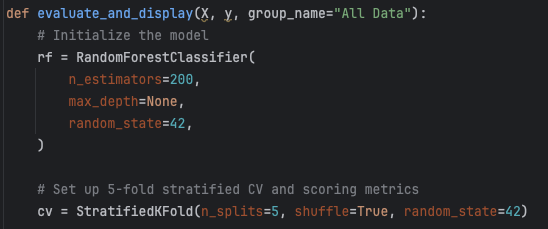 def evaluate_and_display(X, y, group_name="All Data"):
    # Initialize the model
    rf = RandomForestClassifier(
        n_estimators=200,
        max_depth=None,
        random_state=42,
    )
    # Set up 5-fold stratified CV and scoring metrics
    cv = StratifiedKFold(n_splits=5, shuffle=True, random_state=42)